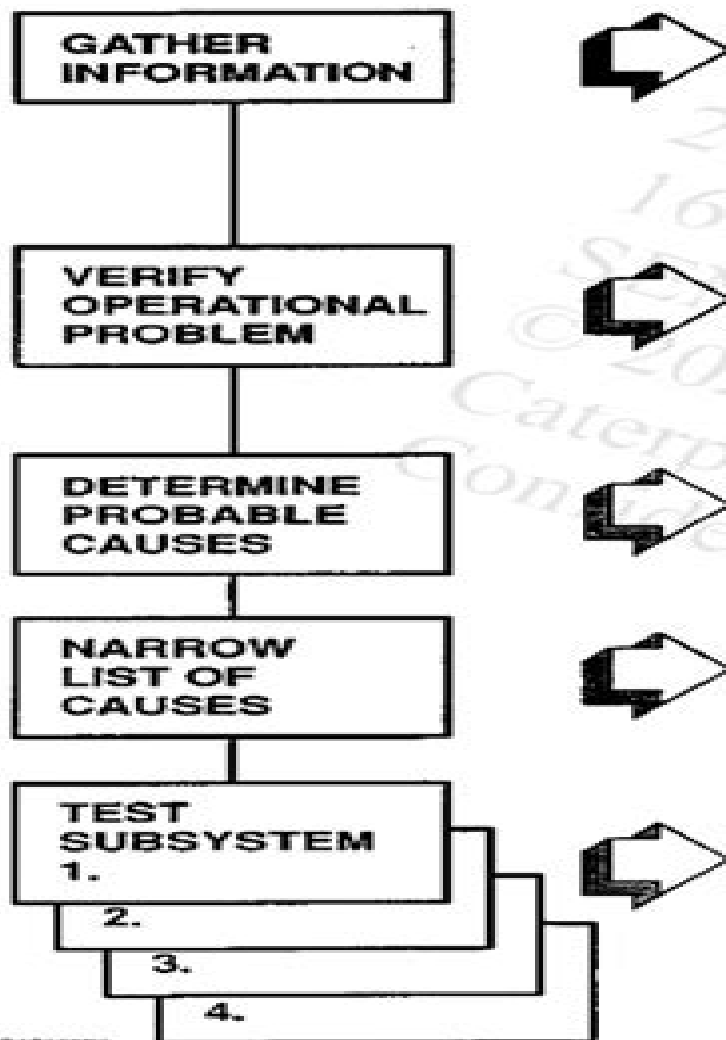 GATHER
INFORMATION
VERIFY
OPERATIONAL
PROBLEM
DETERMINE
PROBABLE
CAUSES
NARROW
LIST OF
CAUSES
TEST
SUBSYSTEM
1.
2.
3.
4.